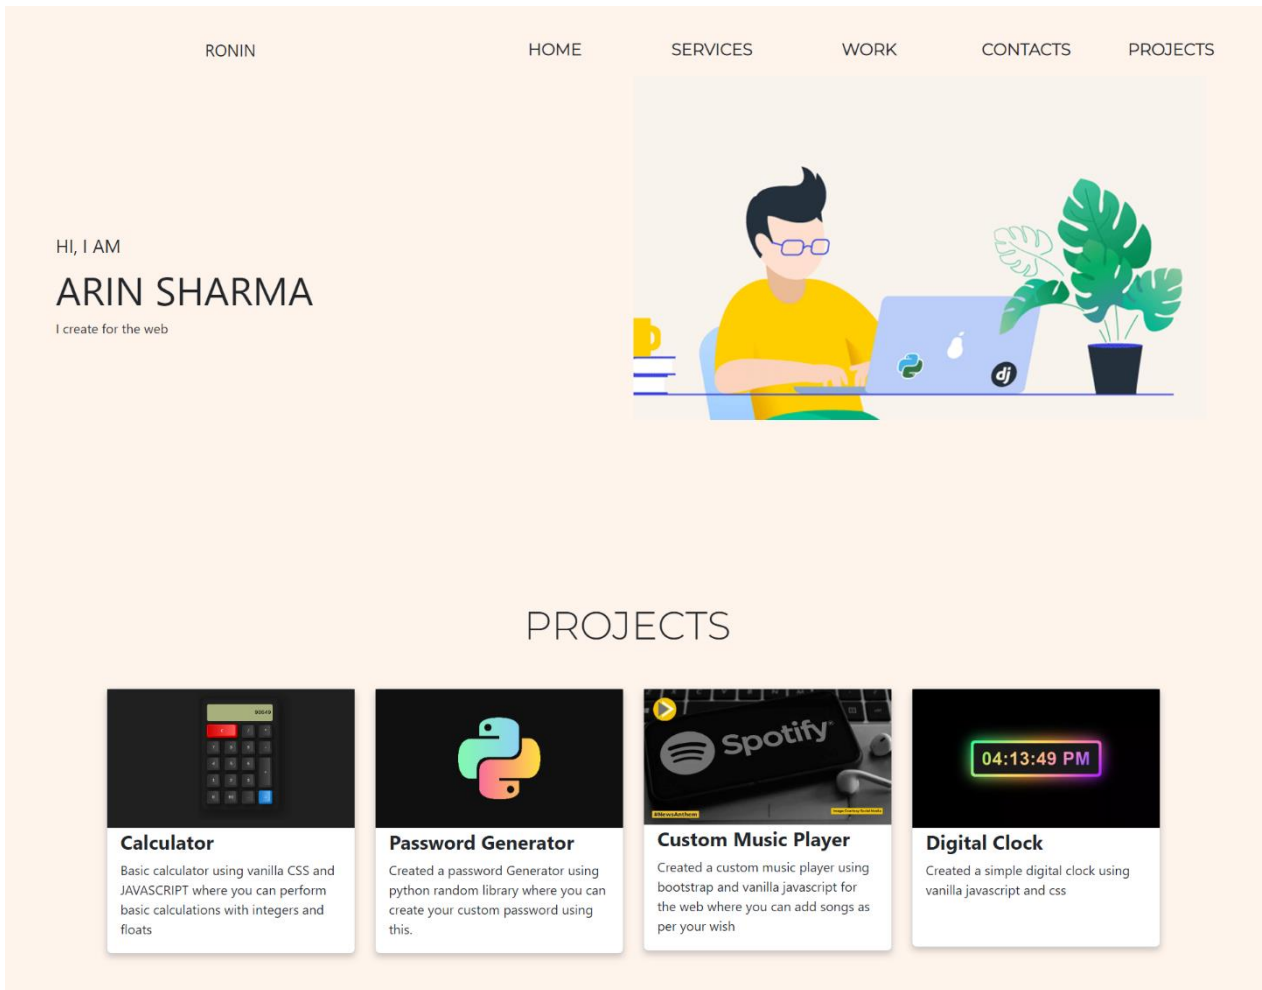 RONIN
HOME
SERVICES
WORK
CONTACTS
PROJECTS
HI, I AM
ARIN SHARMA
I create for the web
dj
PROJECTS
Spotify
#NewsAnthem
04:13:49 PM
Calculator
Basic calculator using vanilla CSS and
JAVASCRIPT where you can perform
basic calculations with integers and
floats
Password Generator
Created a password Generator using
python random library where you can
create your custom password using
this.
Custom Music Player
Created a custom music player using
bootstrap and vanilla javascript for
the web where you can add songs as
per your wish
Digital Clock
Created a simple digital clock using
vanilla javascript and css